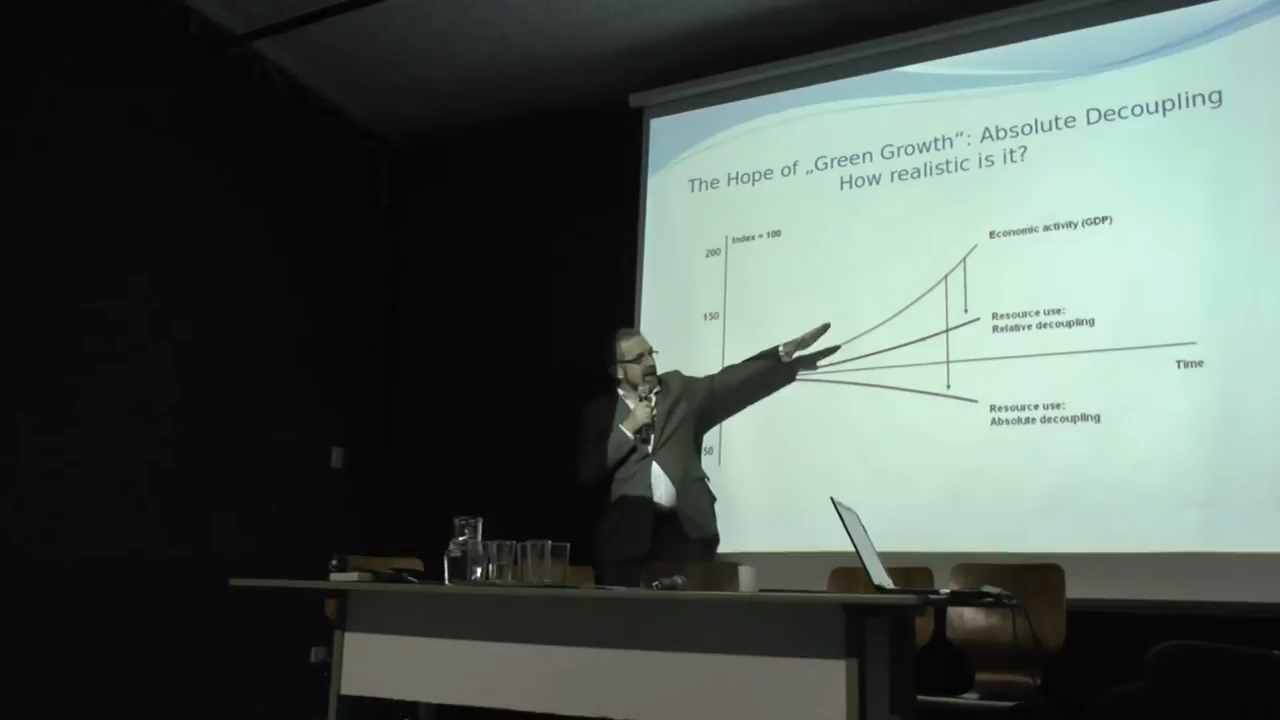 The Hope of „Green Growth“: Absolute Decoupling
How realistic is it?
Index = 100
200
150
50
Economic activity (GDP)
Resource use:
Relative decoupling
Time
Resource use:
Absolute decoupling